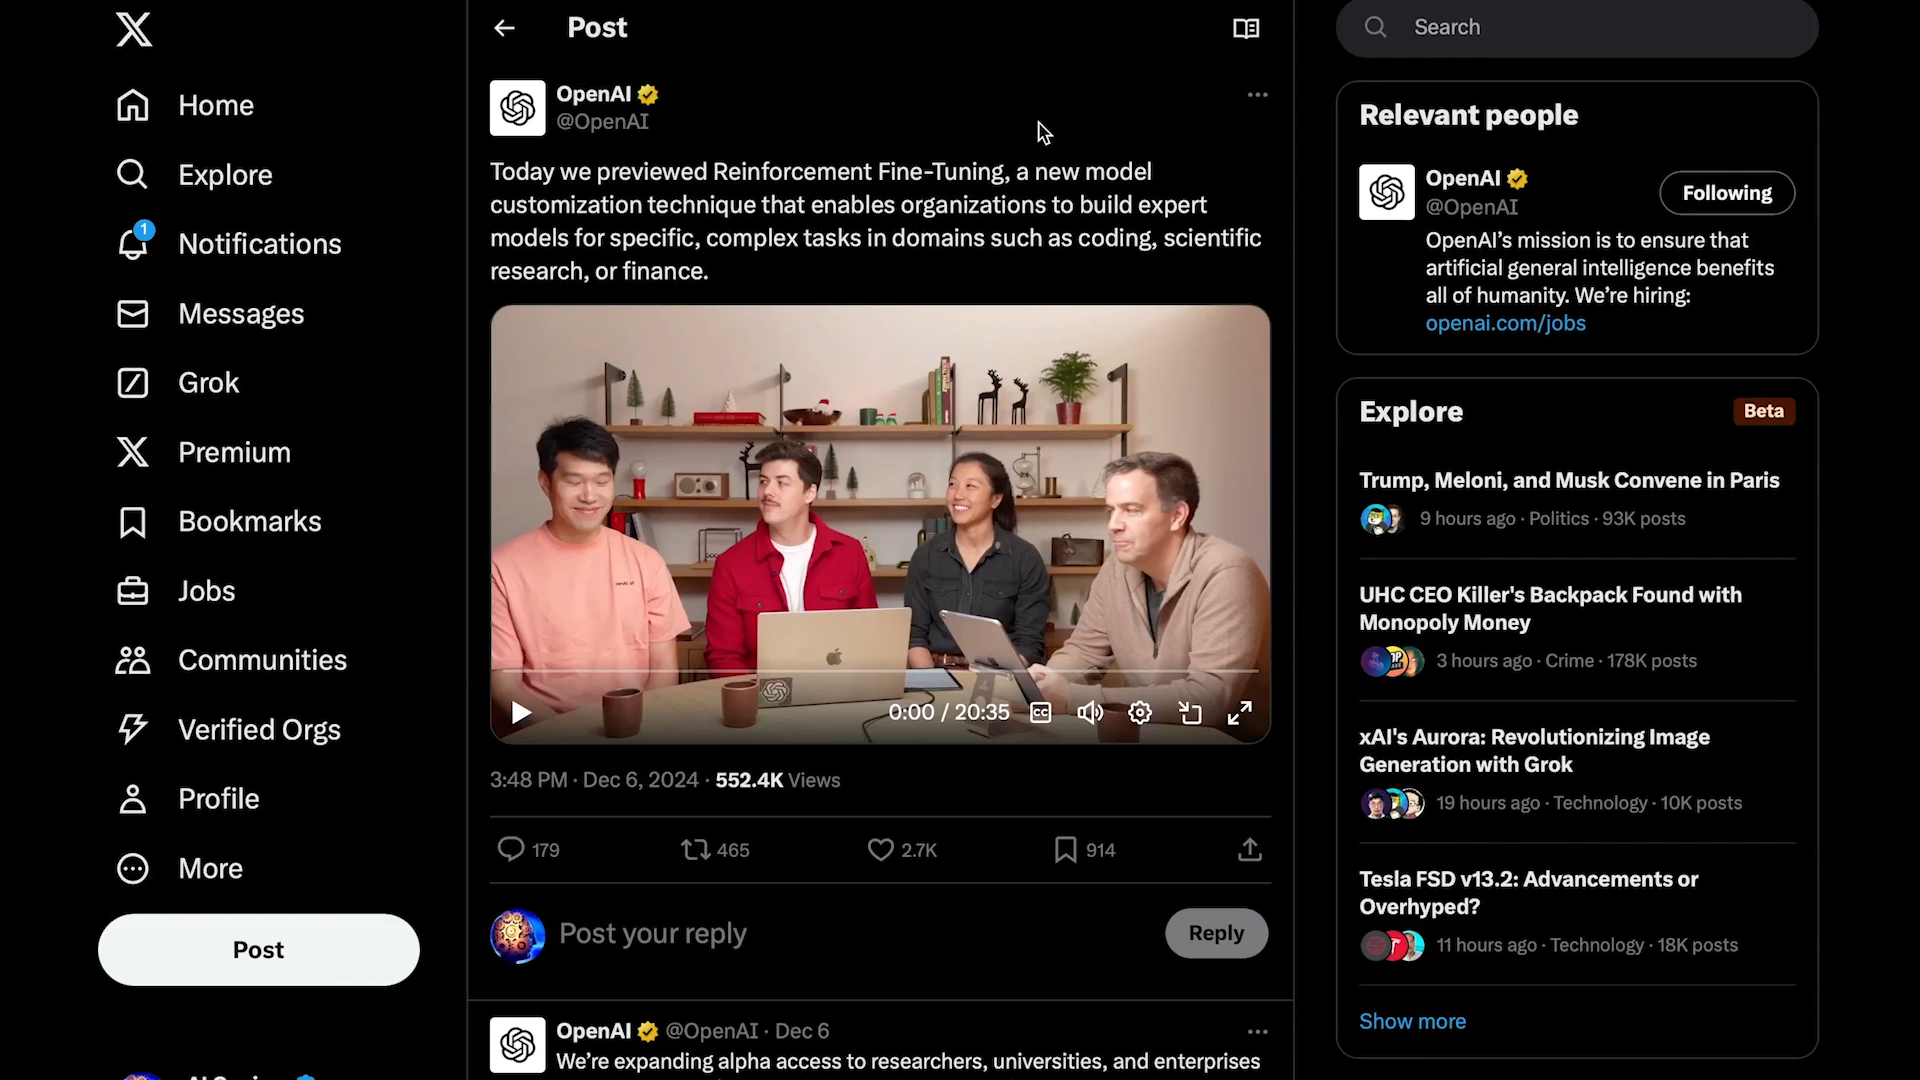 Home
Explore
1
Notifications
Messages
Grok
Premium
Bookmarks
Jobs
Communities
Verified Orgs
Profile
More
Post
Post
OpenAI
@OpenAI
Today we previewed Reinforcement Fine-Tuning, a new model
customization technique that enables organizations to build expert
models for specific, complex tasks in domains such as coding, scientific
research, or finance.
0:00 / 20:35
CC
3:48 PM · Dec 6, 2024 · 552.4K Views
179
465
2.7K
914
Post your reply
Reply
OpenAI @OpenAI · Dec 6
We’re expanding alpha access to researchers, universities, and enterprises
Search
Relevant people
OpenAI
@OpenAI
Following
OpenAI’s mission is to ensure that
artificial general intelligence benefits
all of humanity. We’re hiring:
openai.com/jobs
Explore
Beta
Trump, Meloni, and Musk Convene in Paris
9 hours ago · Politics · 93K posts
UHC CEO Killer's Backpack Found with
Monopoly Money
3 hours ago · Crime · 178K posts
xAI's Aurora: Revolutionizing Image
Generation with Grok
19 hours ago · Technology · 10K posts
Tesla FSD v13.2: Advancements or
Overhyped?
11 hours ago · Technology · 18K posts
Show more